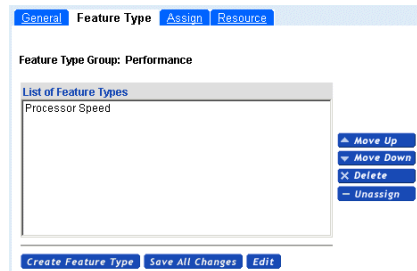 General Feature Type Assign Resource
Feature Type Group: Performance
List of Feature Types
Processor Speed
Move Up
Move Down
Delete
Unassign
Create Feature Type Save All Changes Edit